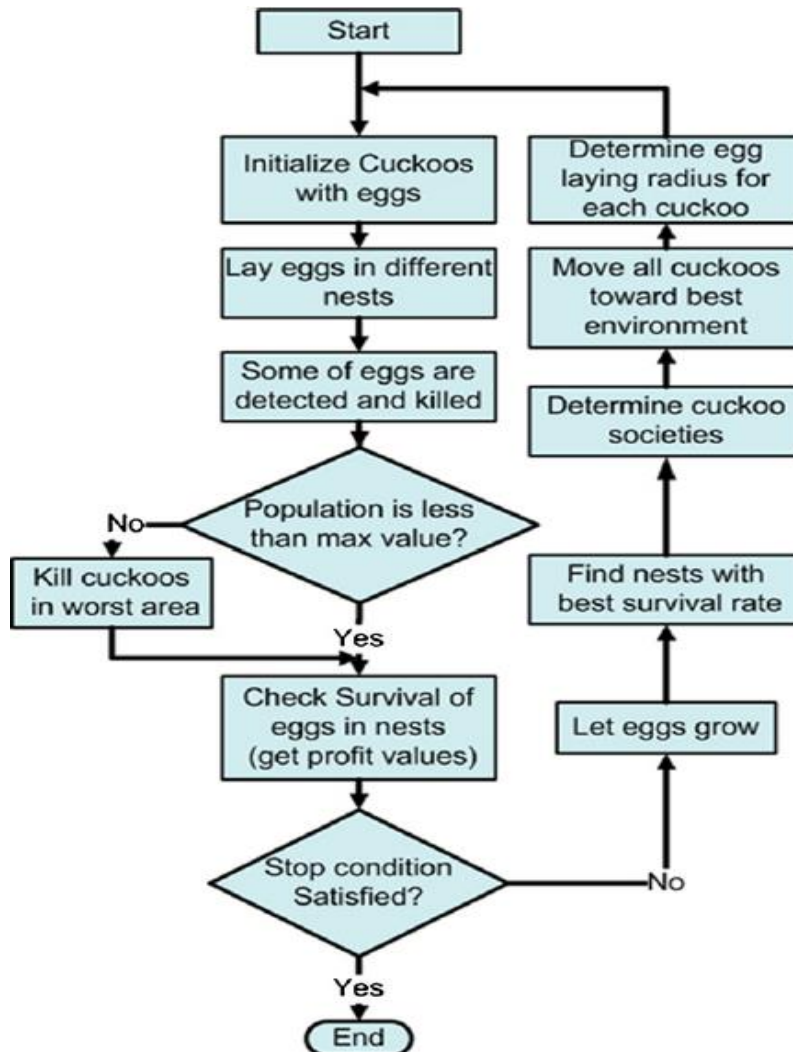 Start
Initialize Cuckoos
with eggs
Lay eggs in different
nests
Some of eggs are
detected and killed
Population is less
than max value?
No
Kill cuckoos
in worst area
Yes
Check Survival of
eggs in nests
(get profit values)
Stop condition
Satisfied?
No
Yes
End
Let eggs grow
Find nests with
best survival rate
Determine cuckoo
societies
Move all cuckoos
toward best
environment
Determine egg
laying radius for
each cuckoo